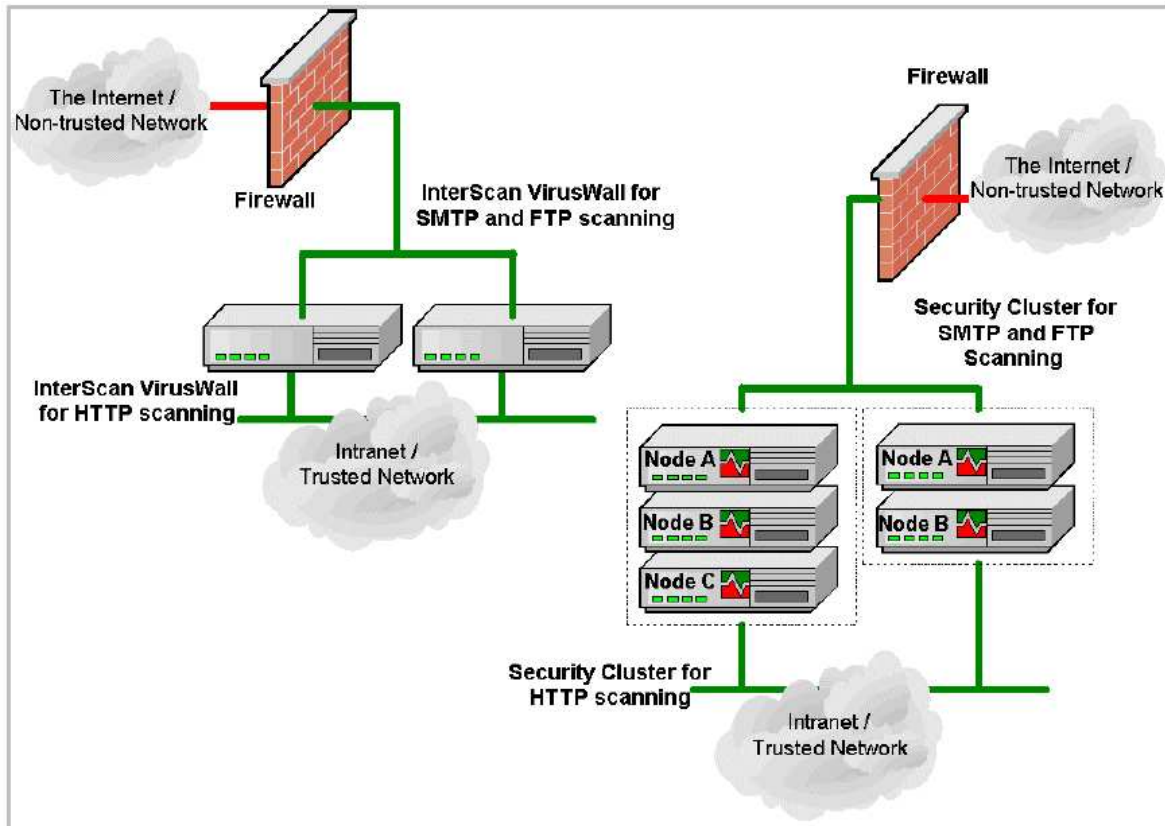 The Internet /
Non-trusted Network
Firewall
InterScan VirusWall for
SMTP and FTP scanning
InterScan VirusWall
for HTTP scanning
Intranet /
Trusted Network
Firewall
The Internet /
Non-trusted Network
Security Cluster for
SMTP and FTP
Scanning
Node A
Node B
Node C
Node A
Node B
Security Cluster for
HTTP scanning
Intranet /
Trusted Network